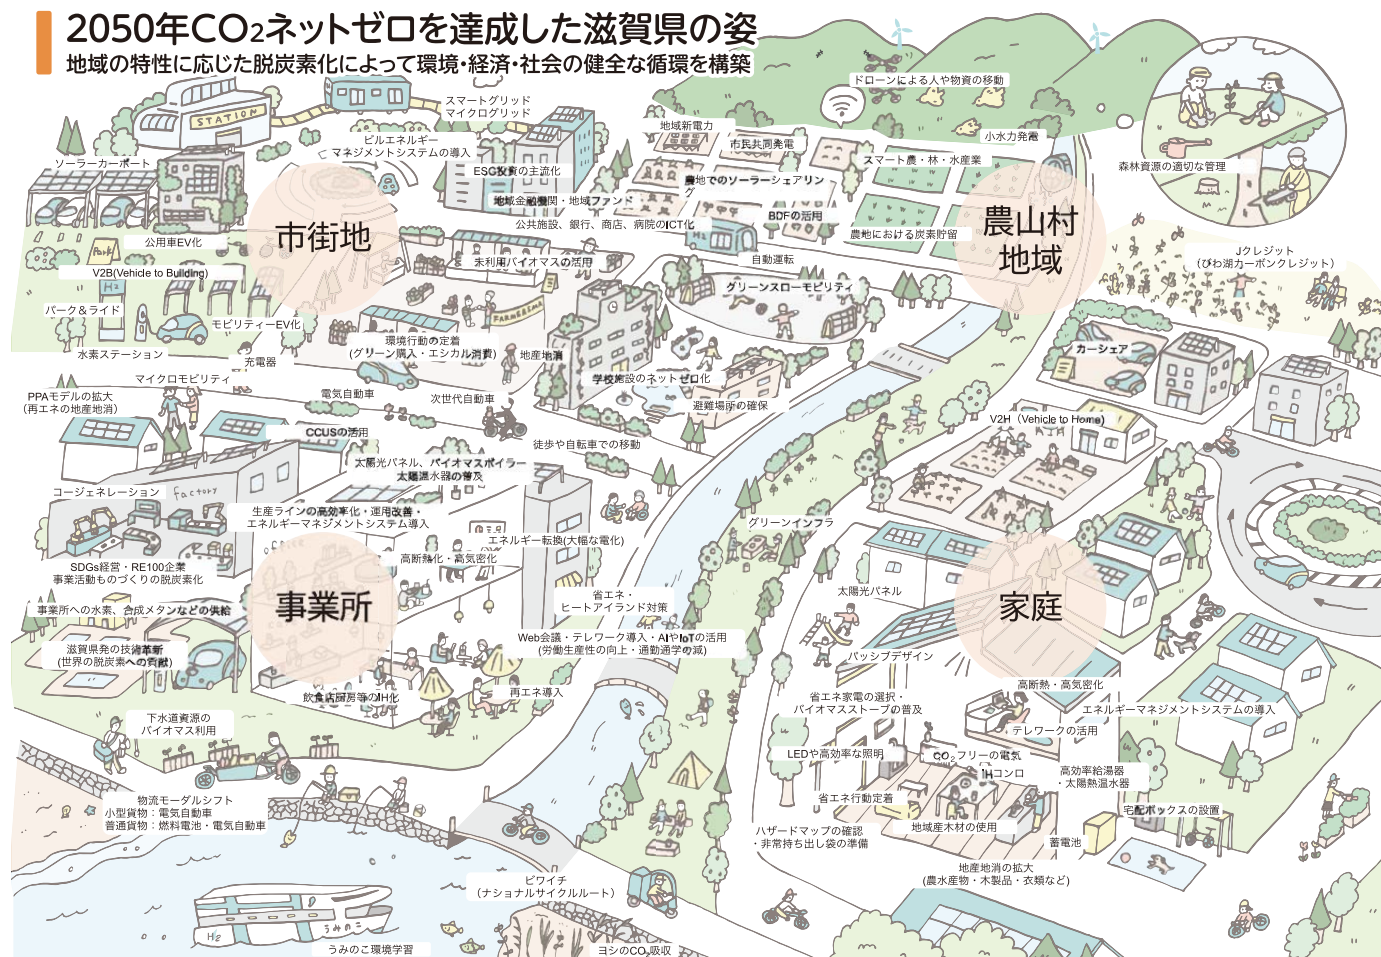 2050年CO₂ネットゼロを達成した滋賀県の姿
地域の特性に応じた脱炭素化によって環境・経済・社会の健全な循環を構築
STATION
スマートグリッド
マイクログリッド
ビルエネルギー
マネジメントシステムの導入
ソーラーカーポート
ESG投資の主流化
地域金融機関・地域ファンド
公共施設、銀行、商店、病院のICT化
市街地
公用車EV化
Park
V2B(Vehicle to Building)
H2
パーク＆ライド
モビリティーEV化
水素ステーション
充電器
未利用バイオマスの活用
環境行動の定着
(グリーン購入・エシカル消費)
地産地消
学校施設のネットゼロ化
避難場所の確保
マイクロモビリティ
電気自動車
次世代自動車
徒歩や自転車での移動
ドローンによる人や物資の移動
地域新電力
市民共同発電
小水力発電
スマート農・林・水産業
農地でのソーラーシェアリン
グ
BDFの活用
農地における炭素貯留
自動運転
グリーンスローモビリティ
農山村
地域
森林資源の適切な管理
Jクレジット
（びわ湖カーボンクレジット）
カーシェア
V2H（Vehicle to Home)
PPAモデルの拡大
（再エネの地産地消）
CCUSの活用
太陽光パネル、バイオマスボイラー
太陽温水器の普及
コージェネレーション
factory
生産ラインの高効率化・運用改善・
エネルギーマネジメントシステム導入
office
エネルギー転換(大幅な電化)
高断熱化・高気密化
SDGs経営・RE100企業
事業活動ものづくりの脱炭素化
事業所への水素、合成メタンなどの供給
事業所
滋賀県発の技術革新
(世界の脱炭素への貢献)
省エネ・
ヒートアイランド対策
Web会議・テレワーク導入・AIやIoTの活用
(労働生産性の向上・通勤通学の減)
飲食店厨房等のIH化
再エネ導入
下水道資源の
バイオマス利用
物流モーダルシフト
小型貨物：電気自動車
普通貨物：燃料電池・電気自動車
ビワイチ
（ナショナルサイクルルート）
H2
うみのこ
うみのこ環境学習
ヨシのCO₂吸収
グリーンインフラ
太陽光パネル
家庭
パッシブデザイン
高断熱・高気密化
省エネ家電の選択・
バイオマスストーブの普及
エネルギーマネジメントシステムの導入
テレワークの活用
LEDや高効率な照明
CO₂フリーの電気
IHコンロ
高効率給湯器
・太陽熱温水器
省エネ行動定着
宅配ボックスの設置
地域産木材の使用
ハザードマップの確認
・非常持ち出し袋の準備
蓄電池
地産地消の拡大
(農水産物・木製品・衣類など)